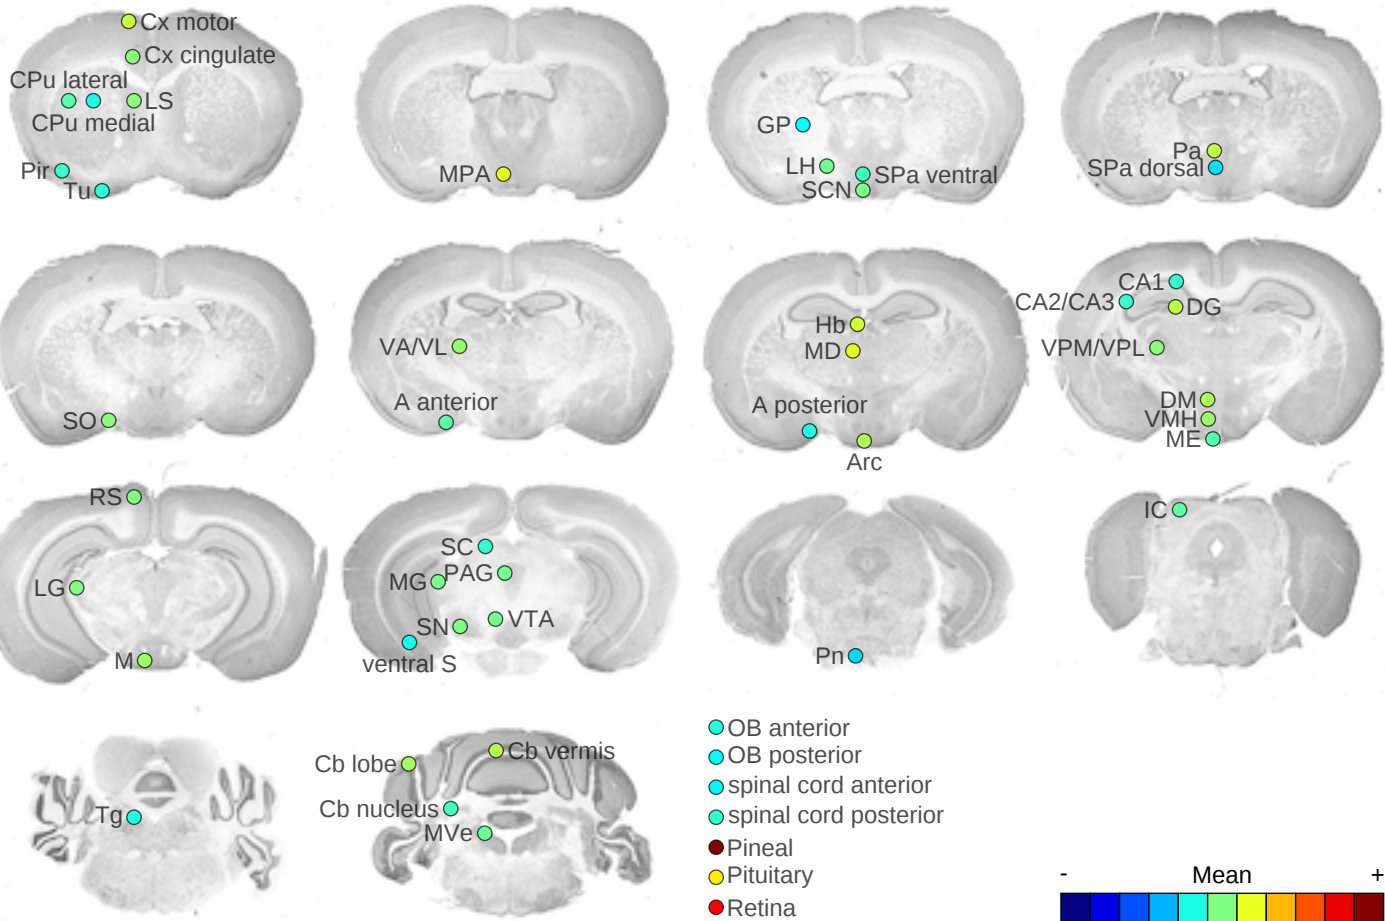 Cx motor
Cx cingulate
CPu lateral
LS
CPu medial
Pir
Tu
MPA
GP
LH
SPa ventral
SCN
Pa
SPa dorsal
SO
VA/VL
A anterior
Hb
MD
A posterior
Arc
CA1
CA2/CA3
DG
VPM/VPL
DM
VMH
ME
RS
LG
M
SC
MG PAG
SN VTA
ventral S
Pn
IC
Tg
Cb lobe
Cb vermis
Cb nucleus
MVe
OB anterior
OB posterior
spinal cord anterior
spinal cord posterior
Pineal
Pituitary
Retina
- Mean +